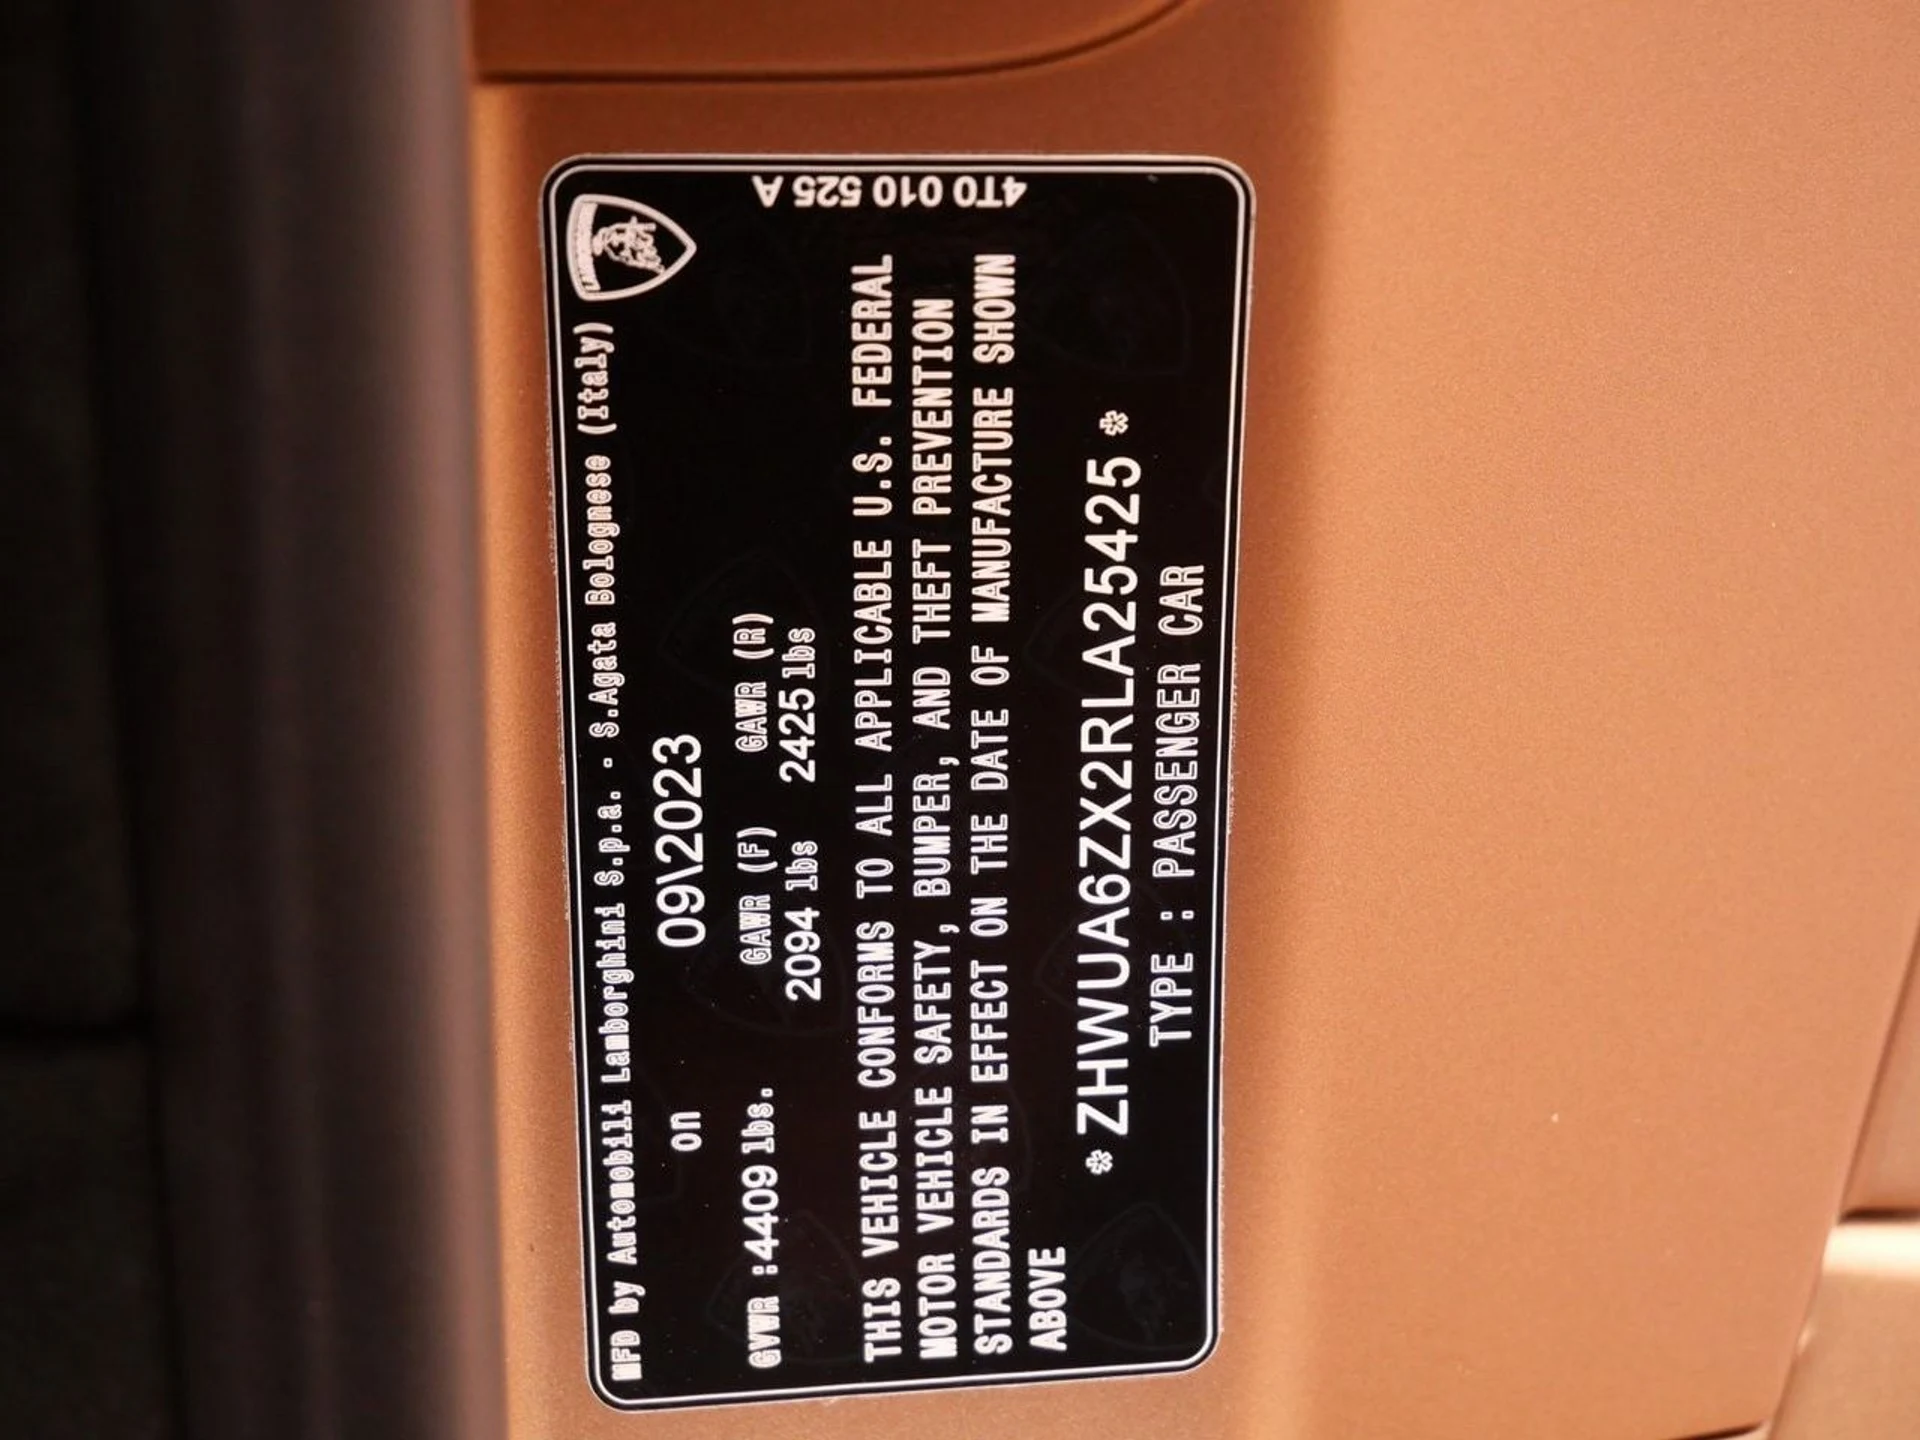 MFD by Automobili Lamborghini S.p.a. - S.Agata Bolognese (Italy)
LAMBORGHINI
on 09\2023
GVWR :4409 lbs. GAWR (F) GAWR (R)
2094 lbs 2425 lbs
THIS VEHICLE CONFORMS TO ALL APPLICABLE U.S. FEDERAL
MOTOR VEHICLE SAFETY, BUMPER, AND THEFT PREVENTION
STANDARDS IN EFFECT ON THE DATE OF MANUFACTURE SHOWN
ABOVE
* ZHWUA6ZX2RLA25425 *
TYPE : PASSENGER CAR
4T0 010 525 A